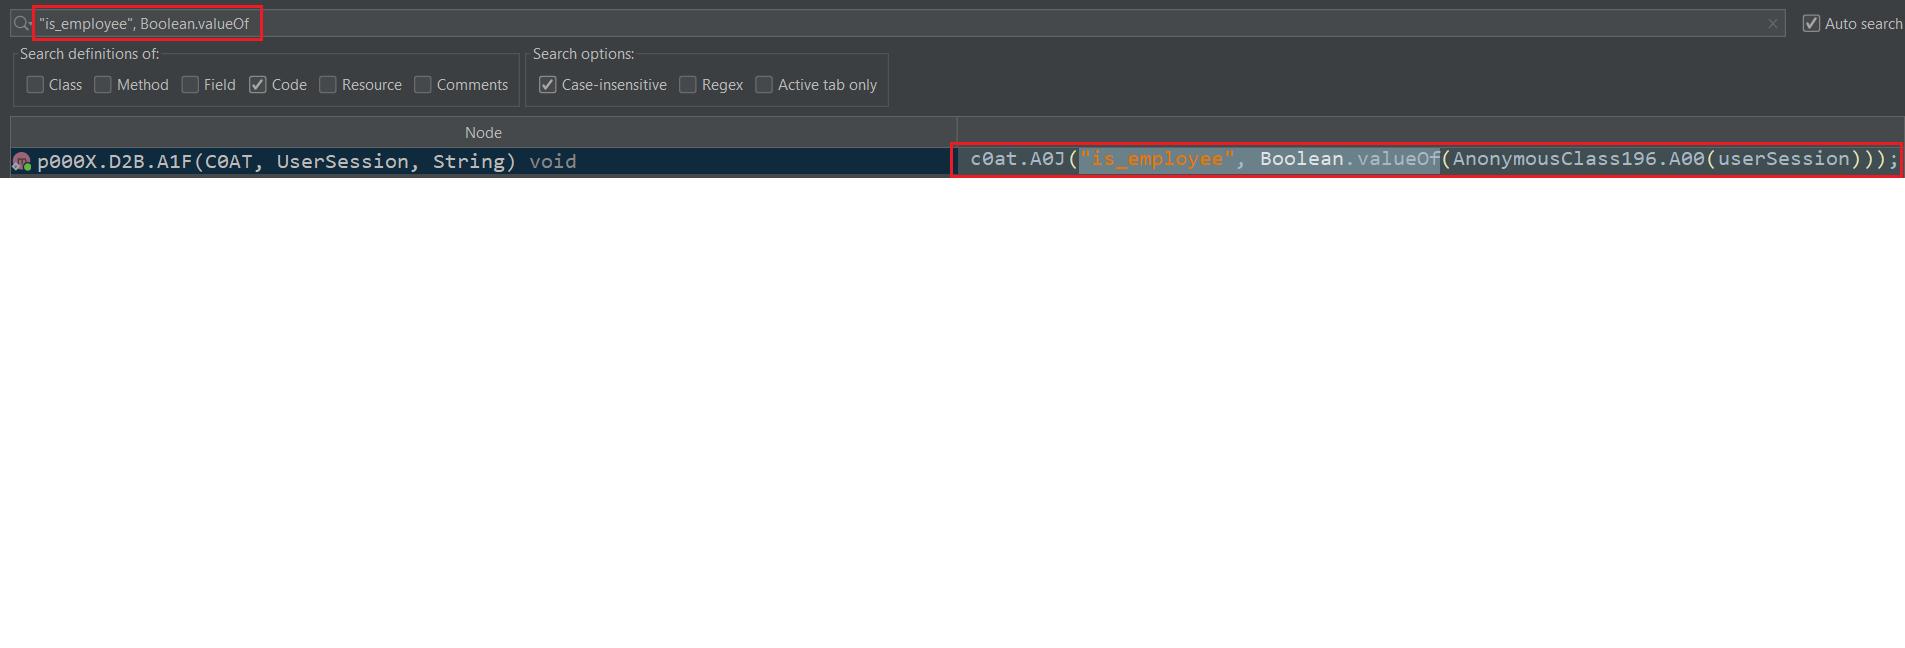 "is_employee", Boolean.valueOf
Auto search
Search definitions of:
Search options:
Class Method Field Code Resource Comments
Case-insensitive Regex Active tab only
Node
p000X.D2B.A1F(C0AT, UserSession, String) void
c0at.A0J("is_employee", Boolean.valueOf(AnonymousClass196.A00(userSession)));